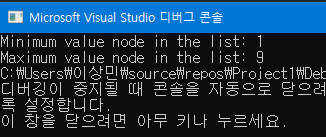 Microsoft Visual Studio 디버그 콘솔
Minimum value node in the list: 1
Maximum value node in the list: 9
C:₩Users₩이상민₩source₩repos₩Project1₩Deb
디버깅이 중지될 때 콘솔을 자동으로 닫으려
록 설정합니다.
이 창을 닫으려면 아무 키나 누르세요.